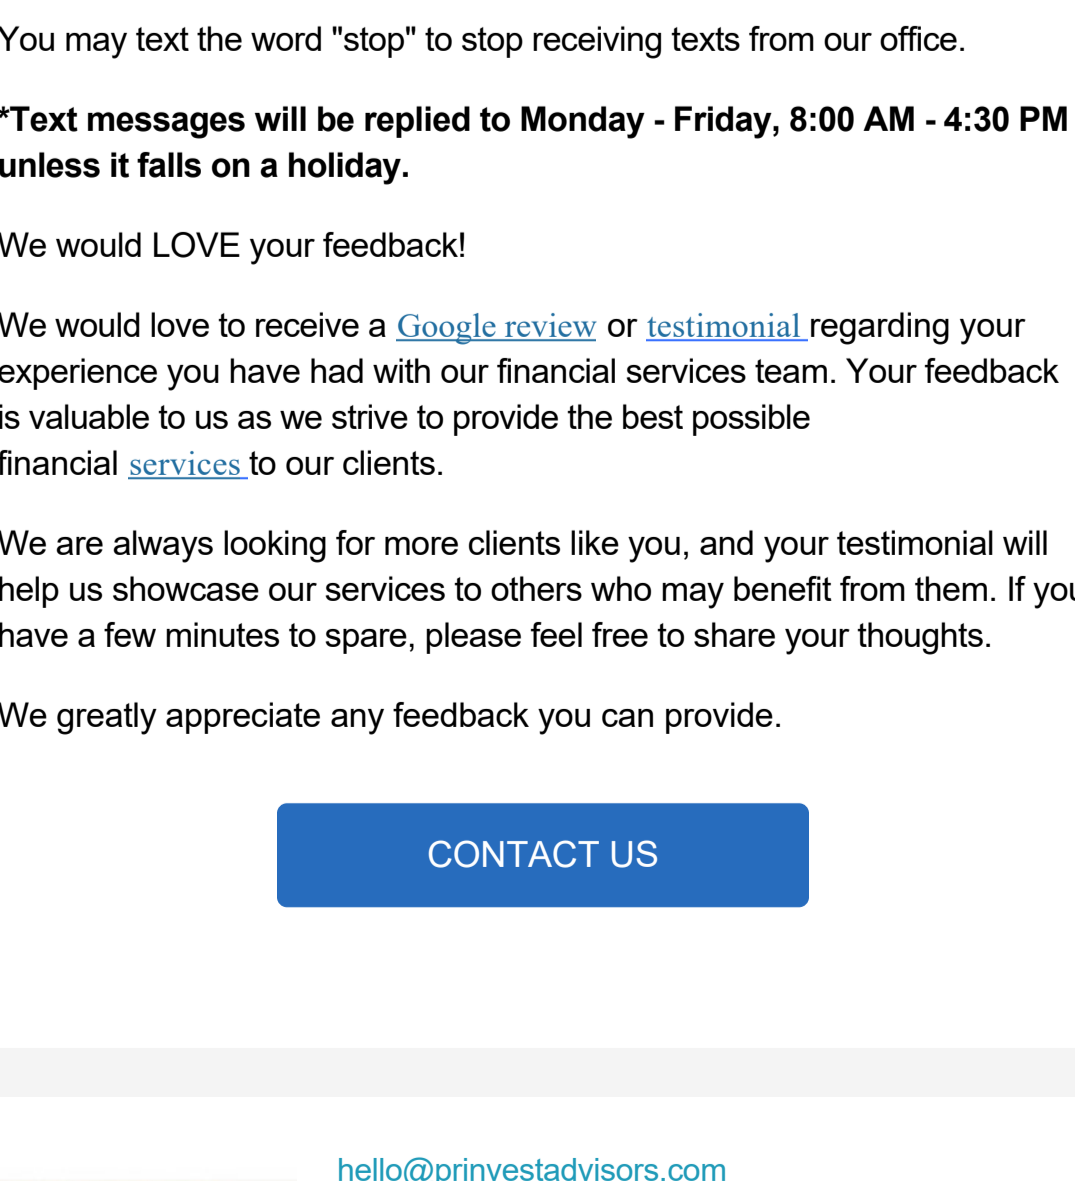 You may text the word "stop" to stop receiving texts from our office.
*Text messages will be replied to Monday - Friday, 8:00 AM - 4:30 PM
unless it falls on a holiday.
We would LOVE your feedback!
We would love to receive a Google review or testimonial regarding your
experience you have had with our financial services team. Your feedback
is valuable to us as we strive to provide the best possible
financial services to our clients.
We are always looking for more clients like you, and your testimonial will
help us showcase our services to others who may benefit from them. If you
have a few minutes to spare, please feel free to share your thoughts.
We greatly appreciate any feedback you can provide.
CONTACT US
hello@prinvestadvisors.com